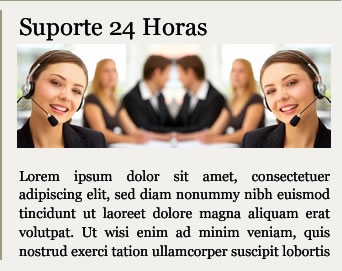 Suporte 24 Horas
Lorem ipsum dolor sit amet, consectetuer
adipiscing elit, sed diam nonummy nibh euismod
tincidunt ut laoreet dolore magna aliquam erat
volutpat. Ut wisi enim ad minim veniam, quis
nostrud exerci tation ullamcorper suscipit lobortis